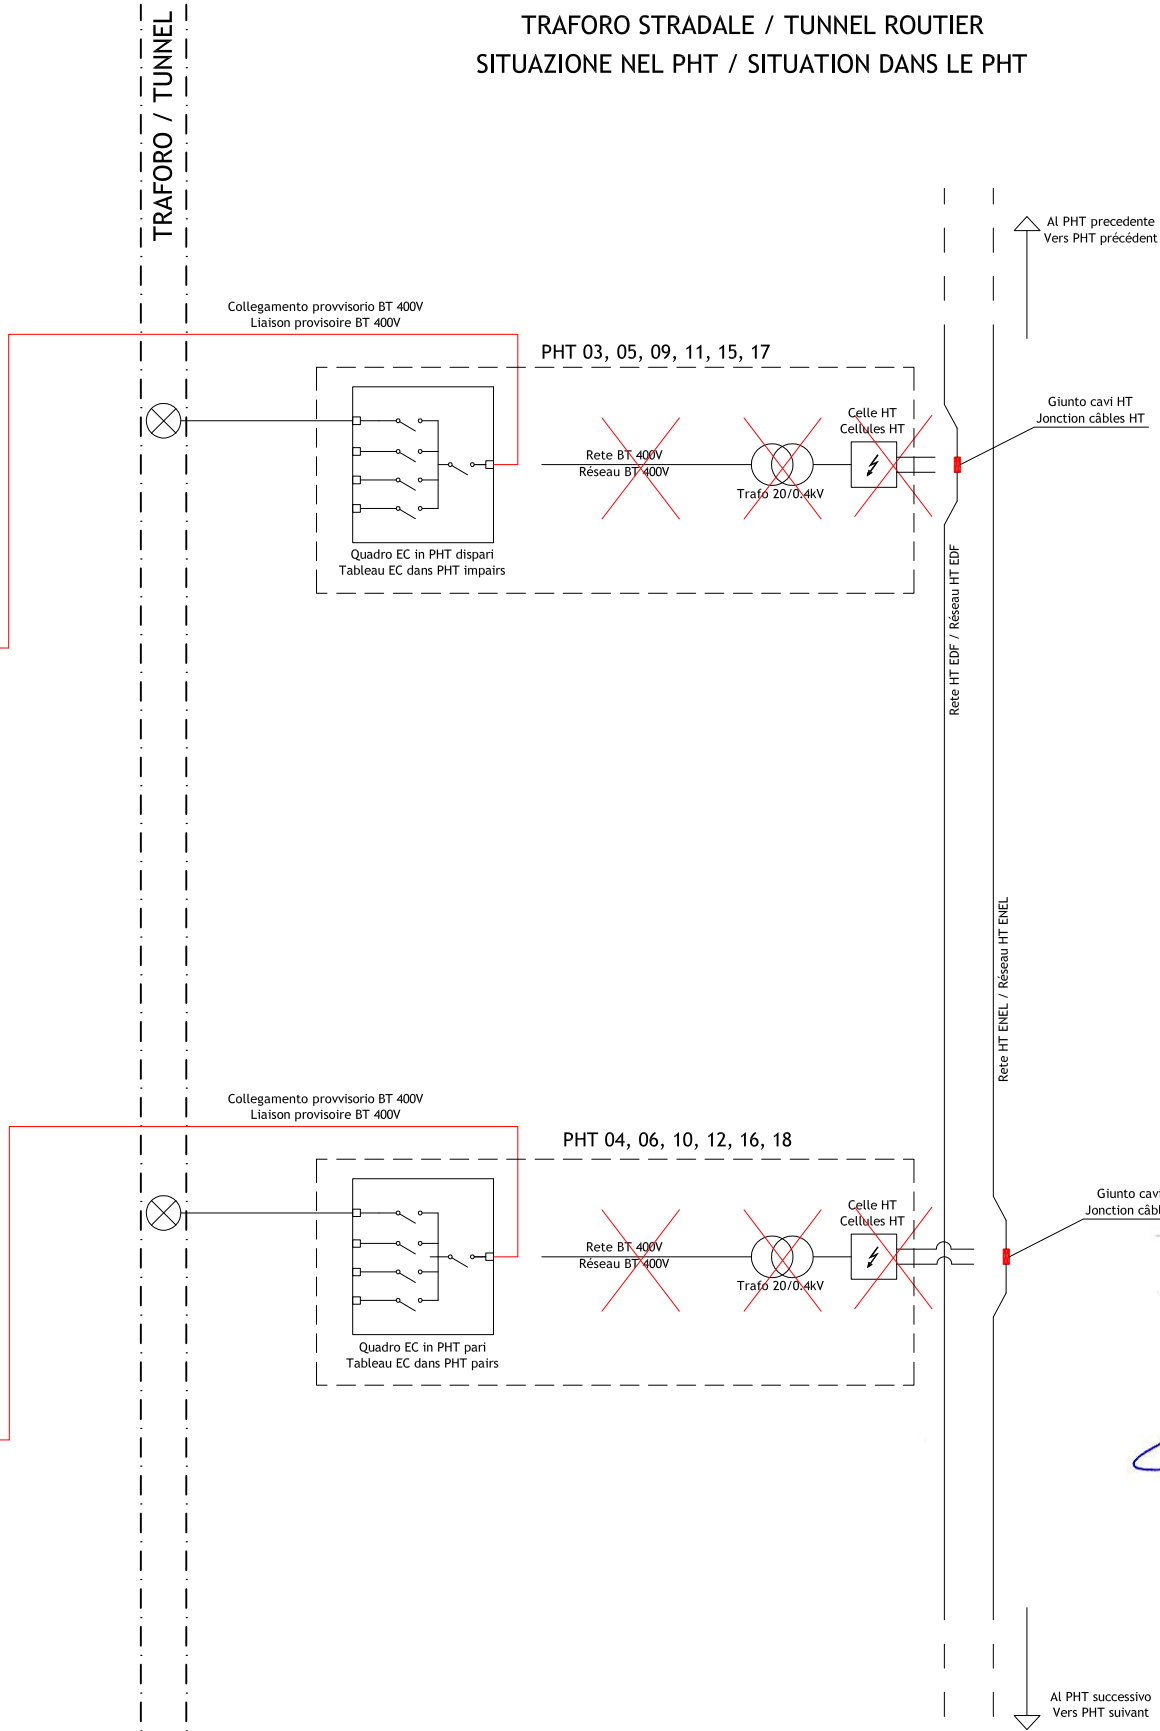 TRAFORO STRADALE / TUNNEL ROUTIER
SITUAZIONE NEL PHT / SITUATION DANS LE PHT
TRAFORO / TUNNEL
Al PHT precedente
Vers PHT précédent
Collegamento provvisorio BT 400V
Liaison provisoire BT 400V
PHT 03, 05, 09, 11, 15, 17
Giunto cavi HT
Jonction câbles HT
Celle HT
Cellules HT
Rete BT 400V
Réseau BT 400V
Trafo 20/0.4kV
Quadro EC in PHT dispari
Tableau EC dans PHT impairs
Rete HT EDF / Réseau HT EDF
Rete HT ENEL / Réseau HT ENEL
Collegamento provvisorio BT 400V
Liaison provisoire BT 400V
PHT 04, 06, 10, 12, 16, 18
Giunto cavi
Jonction câbl
Celle HT
Cellules HT
Rete BT 400V
Réseau BT 400V
Trafo 20/0.4kV
Quadro EC in PHT pari
Tableau EC dans PHT pairs
Al PHT successivo
Vers PHT suivant